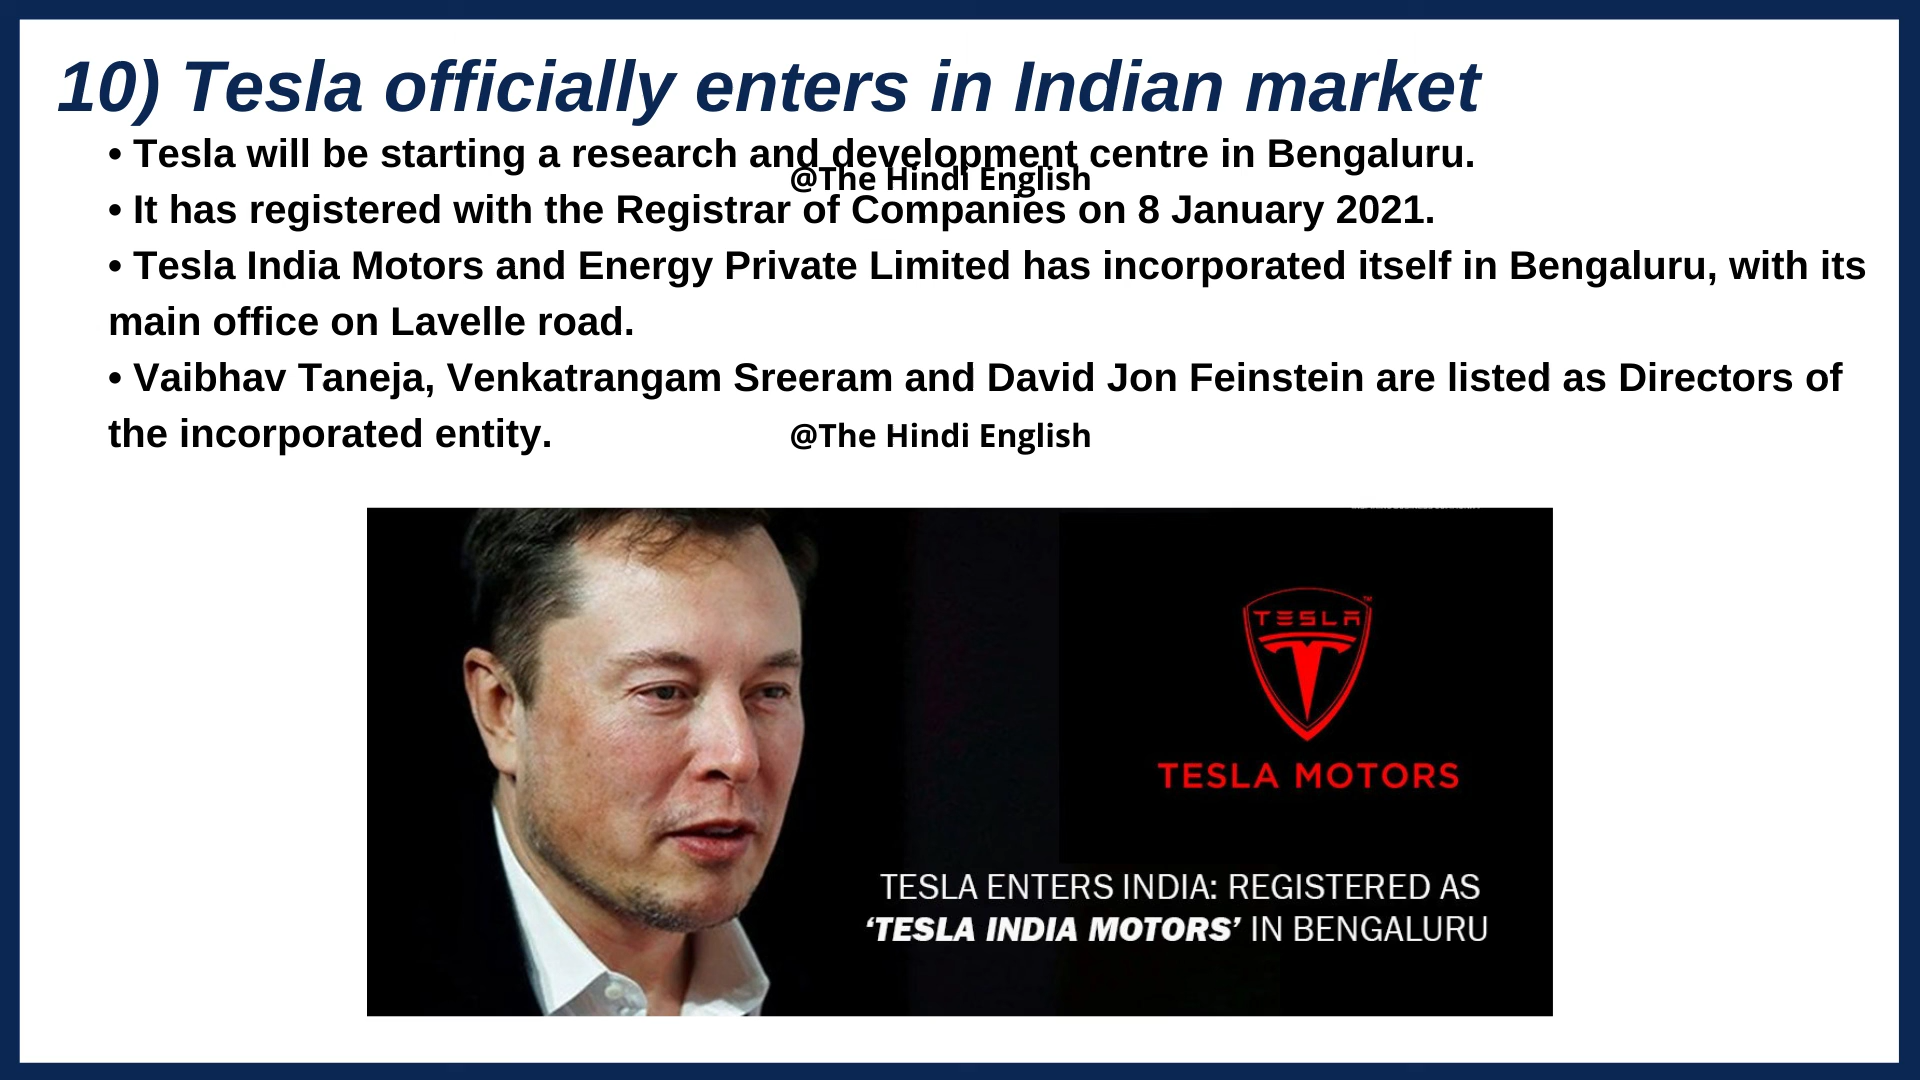 10) Tesla officially enters in Indian market
• Tesla will be starting a research and development centre in Bengaluru.
@The Hindi English
• It has registered with the Registrar of Companies on 8 January 2021.
• Tesla India Motors and Energy Private Limited has incorporated itself in Bengaluru, with its
main office on Lavelle road.
• Vaibhav Taneja, Venkatrangam Sreeram and David Jon Feinstein are listed as Directors of
the incorporated entity.
@The Hindi English
TESLA
TM
TESLA MOTORS
TESLA ENTERS INDIA: REGISTERED AS
‘TESLA INDIA MOTORS’ IN BENGALURU